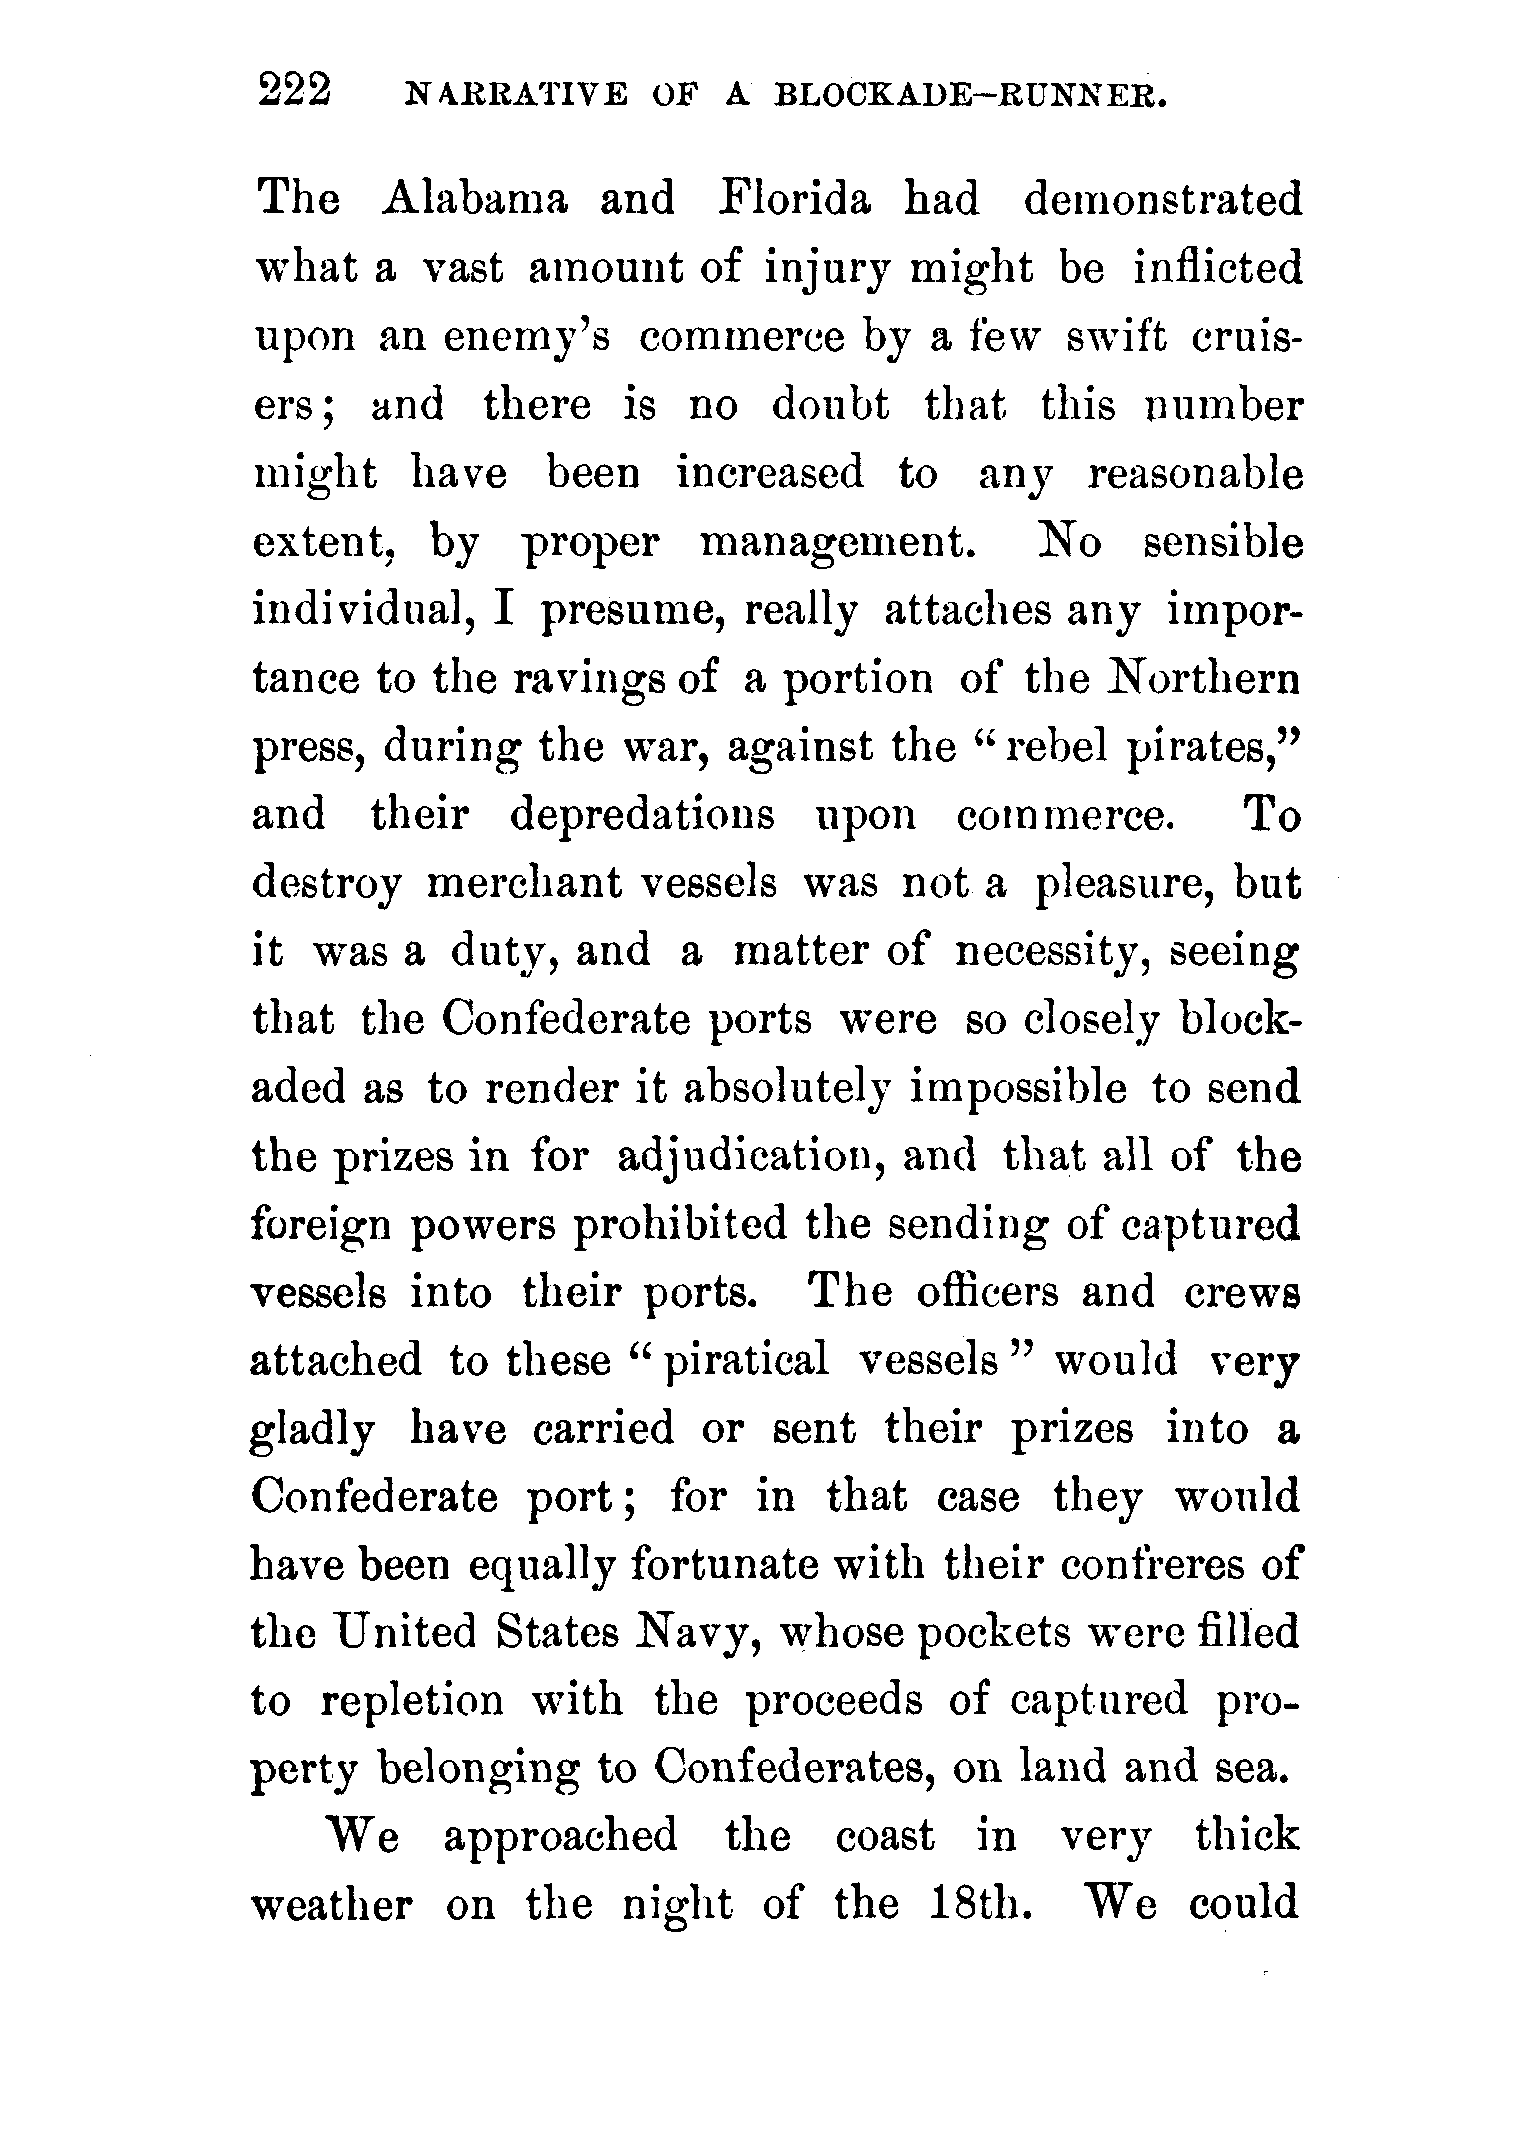 222 NARRATIVE OF A BLOCKADE-RUNNER.
The Alabama and Florida had demonstrated
what a vast amount of injury might be inflicted
upon an enemy's commerce by a few swift cruis-
ers; and there is no doubt that this number
might have been increased to any reasonable
extent, by proper management. No sensible
individual, I presume, really attaches any impor-
tance to the ravings of a portion of the Northern
press, during the war, against the “rebel pirates,”
and their depredations upon commerce. To
destroy merchant vessels was not a pleasure, but
it was a duty, and a matter of necessity, seeing
that the Confederate ports were so closely block-
aded as to render it absolutely impossible to send
the prizes in for adjudication, and that all of the
foreign powers prohibited the sending of captured
vessels into their ports. The officers and crews
attached to these “piratical vessels” would very
gladly have carried or sent their prizes into a
Confederate port; for in that case they would
have been equally fortunate with their confreres of
the United States Navy, whose pockets were filled
to repletion with the proceeds of captured pro-
perty belonging to Confederates, on land and sea.
We approached the coast in very thick
weather on the night of the 18th. We could